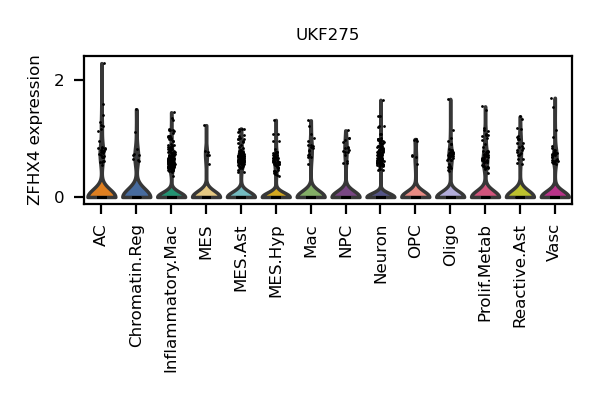 UKF275
ZFHX4 expression
2
0
AC
Chromatin.Reg
Inflammatory.Mac
MES
MES.Ast
MES.Hyp
Mac
NPC
Neuron
OPC
Oligo
Prolif.Metab
Reactive.Ast
Vasc